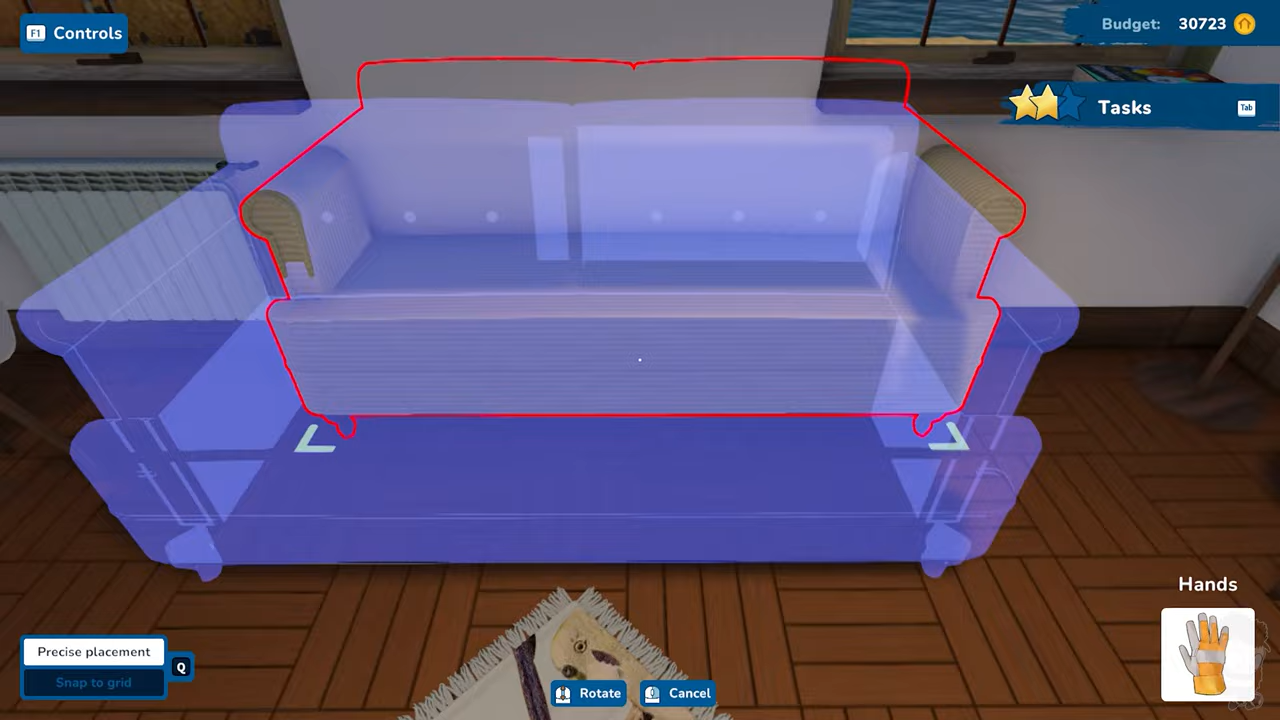 F1 Controls
Budget: 30723
Tasks Tab
Hands
Precise placement
Q
Snap to grid
Rotate
Cancel